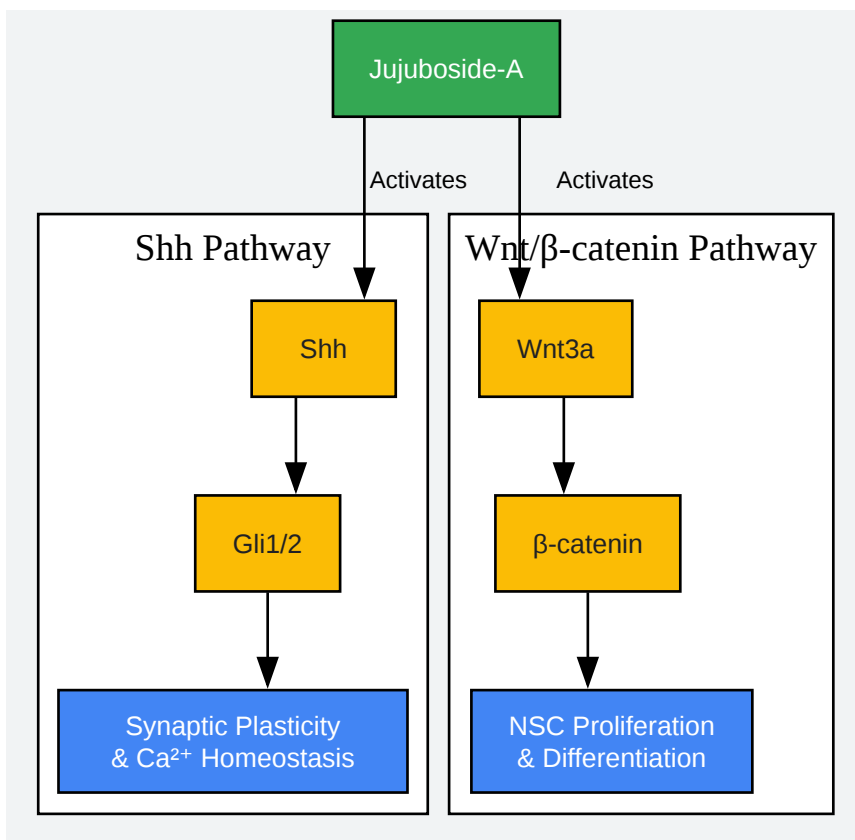 Jujuboside-A
Activates
Activates
Shh Pathway
Wnt/β-catenin Pathway
Shh
Wnt3a
Gli1/2
β-catenin
Synaptic Plasticity
& Ca²⁺ Homeostasis
NSC Proliferation
& Differentiation